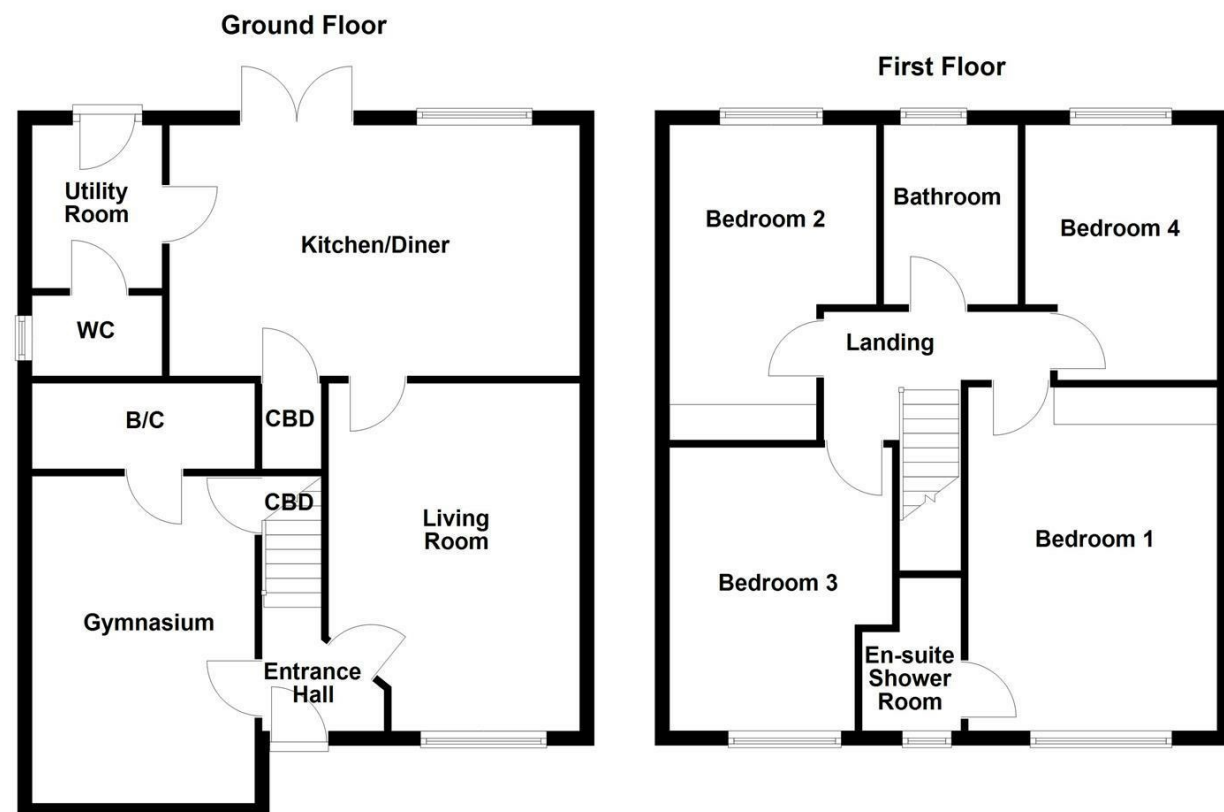 Ground Floor
Utility
Room
Kitchen/Diner
WC
B/C
CBD
CBD
Living
Room
Gymnasium
Entrance
Hall
First Floor
Bedroom 2
Bathroom
Bedroom 4
Landing
Bedroom 1
Bedroom 3
En-suite
Shower
Room